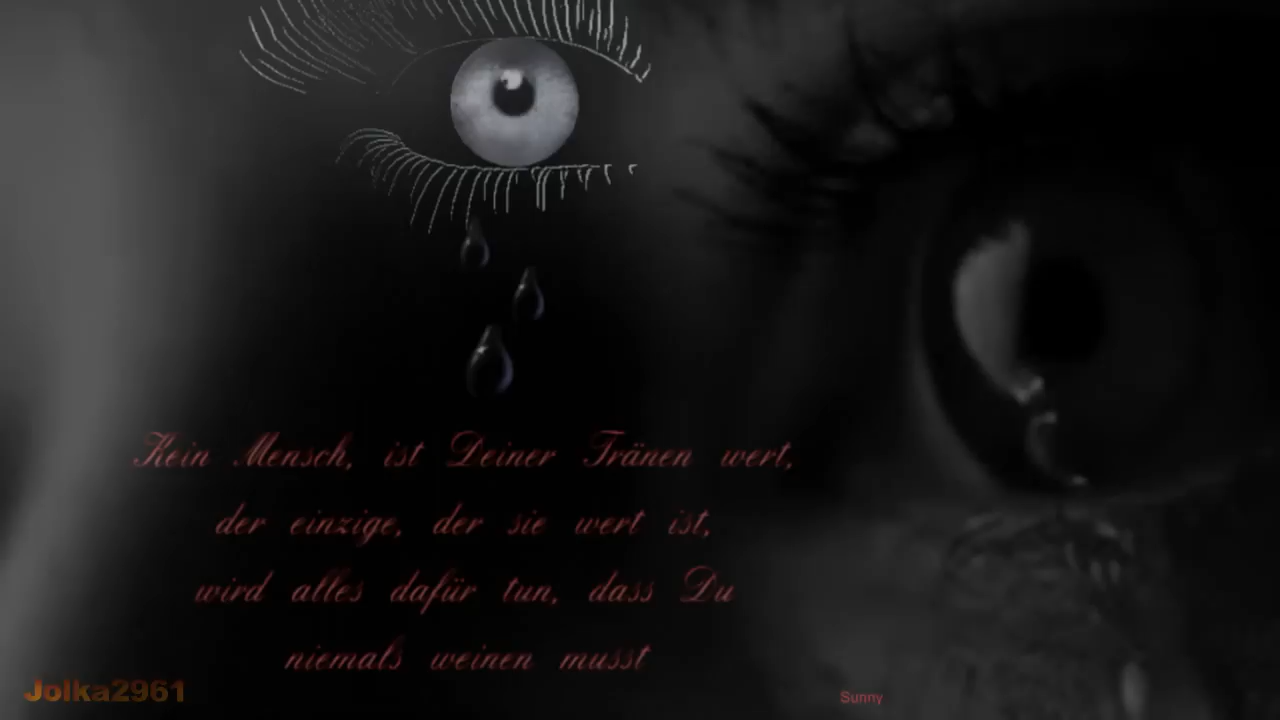 Kein Mensch, ist Deiner Tränen wert,
der einzige, der sie wert ist,
wird alles dafür tun, dass Du
niemals weinen musst
Jolka2961
Sunny